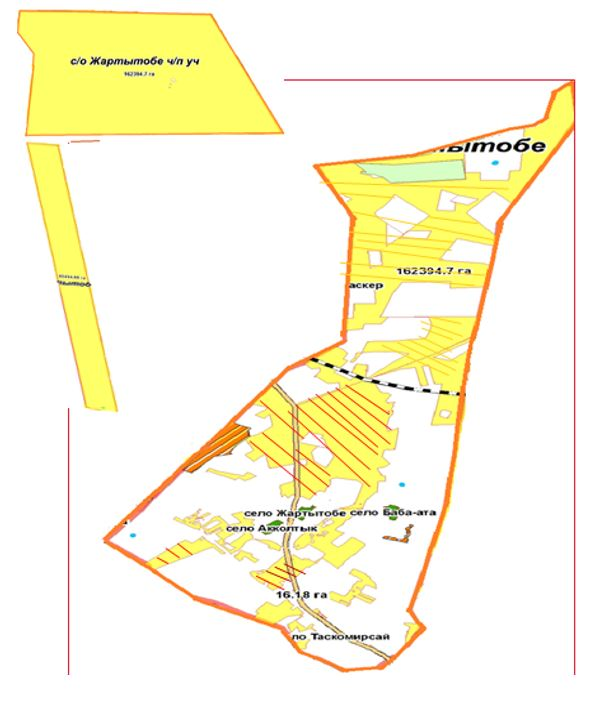 с/о Жартытобе ч/п уч
162394.7 га
ытобе
162394.7 га
аскер
село Жартытобе
село Баба-ата
село Акколтык
16.18 га
ло Таскомирсай